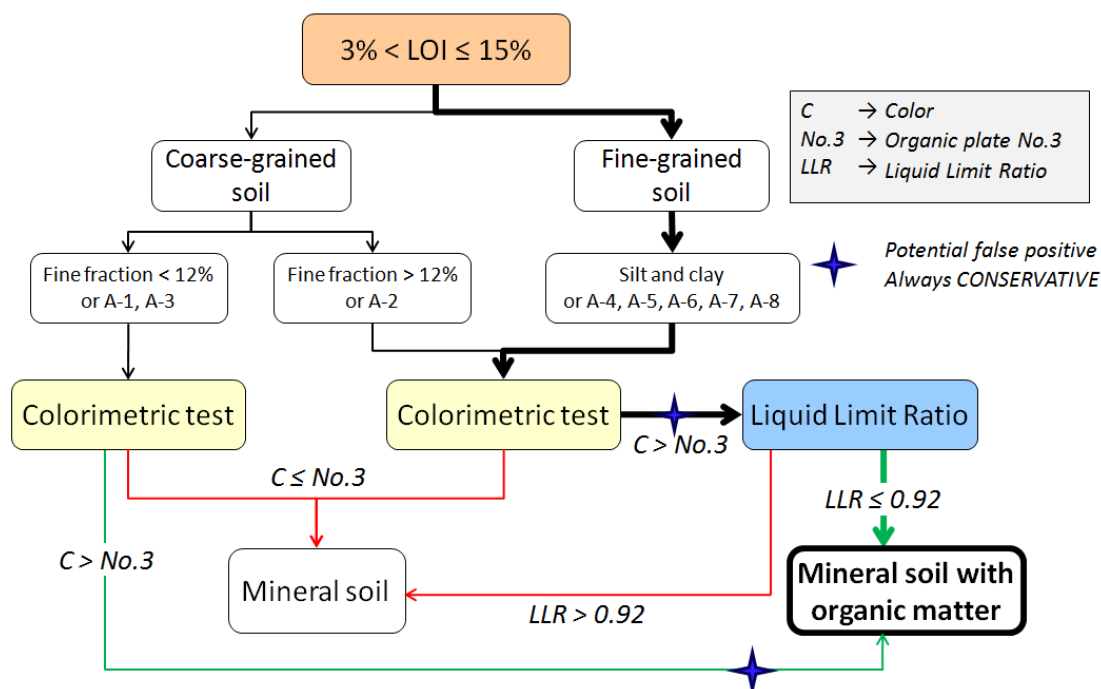 3% < LOI ≤ 15%
C → Color
No.3 → Organic plate No.3
LLR → Liquid Limit Ratio
Coarse-grained
soil
Fine-grained
soil
Potential false positive
Always CONSERVATIVE
Fine fraction < 12%
or A-1, A-3
Fine fraction > 12%
or A-2
Silt and clay
or A-4, A-5, A-6, A-7, A-8
Colorimetric test
Colorimetric test
Liquid Limit Ratio
C > No.3
C ≤ No.3
LLR ≤ 0.92
C > No.3
Mineral soil
Mineral soil with
organic matter
LLR > 0.92